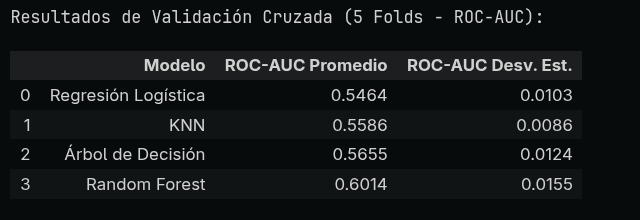 Resultados de Validación Cruzada (5 Folds - ROC-AUC):
Modelo ROC-AUC Promedio ROC-AUC Desv. Est.
0 Regresión Logística 0.5464 0.0103
1 KNN 0.5586 0.0086
2 Árbol de Decisión 0.5655 0.0124
3 Random Forest 0.6014 0.0155